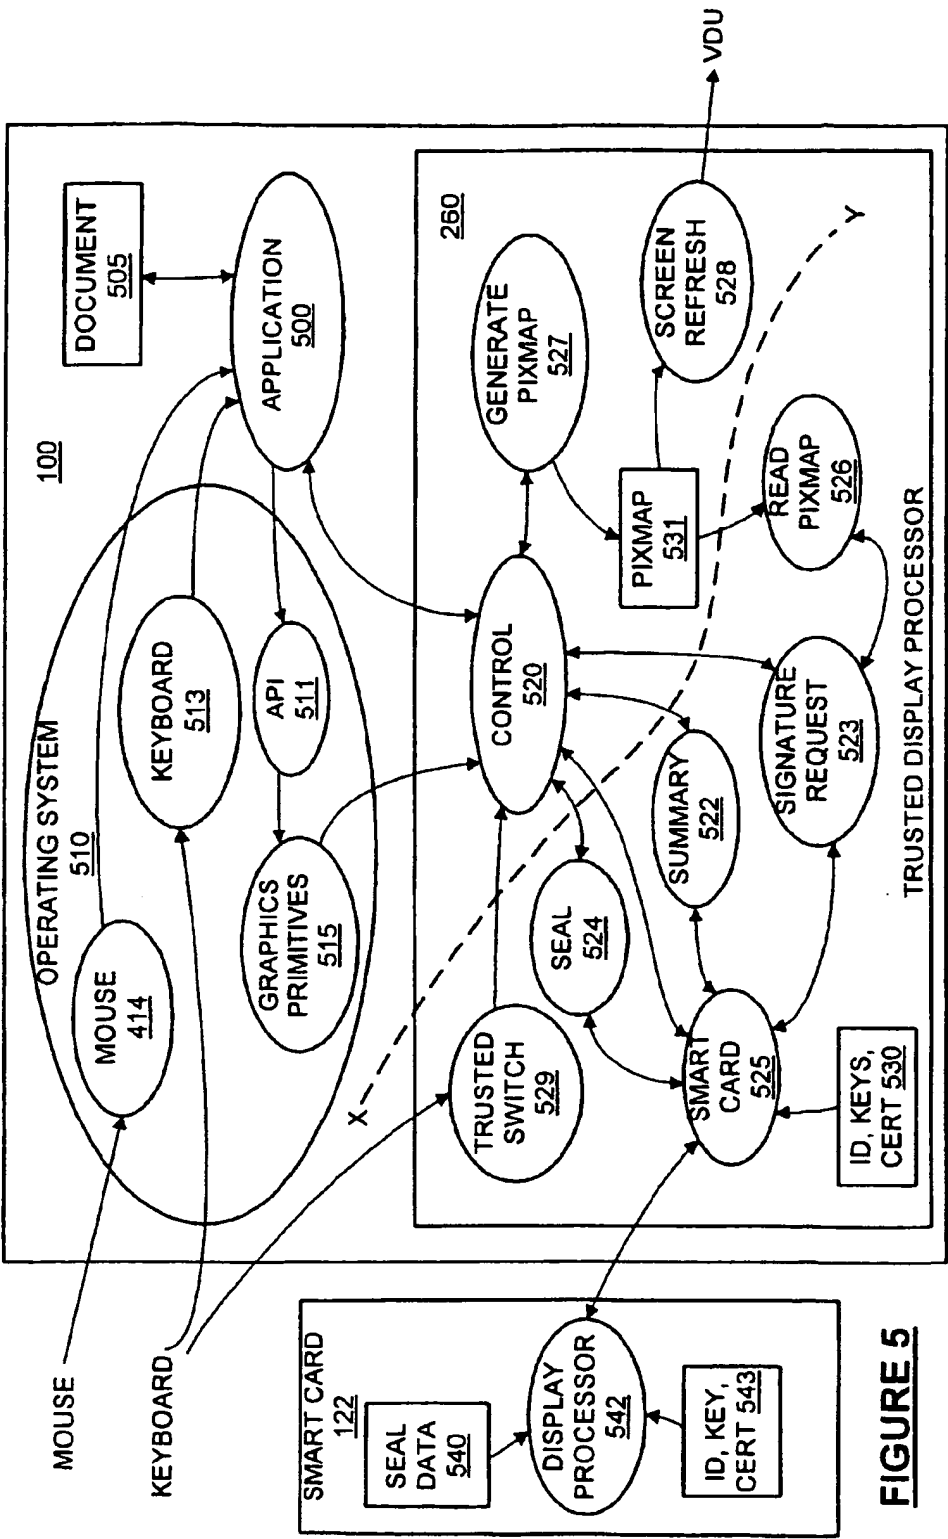 MOUSE
KEYBOARD
100
OPERATING SYSTEM
510
MOUSE
414
KEYBOARD
513
API
511
GRAPHICS
PRIMITIVES
515
DOCUMENT
505
APPLICATION
500
X
Y
260
TRUSTED
SWITCH
529
CONTROL
520
GENERATE
PIXMAP
527
SEAL
524
PIXMAP
531
SCREEN
REFRESH
528
VDU
SUMMARY
522
SMART
CARD
525
SIGNATURE
REQUEST
523
READ
PIXMAP
526
ID, KEYS,
CERT 530
TRUSTED DISPLAY PROCESSOR
SMART CARD
122
SEAL
DATA
540
DISPLAY
PROCESSOR
542
ID, KEY,
CERT 543
FIGURE 5